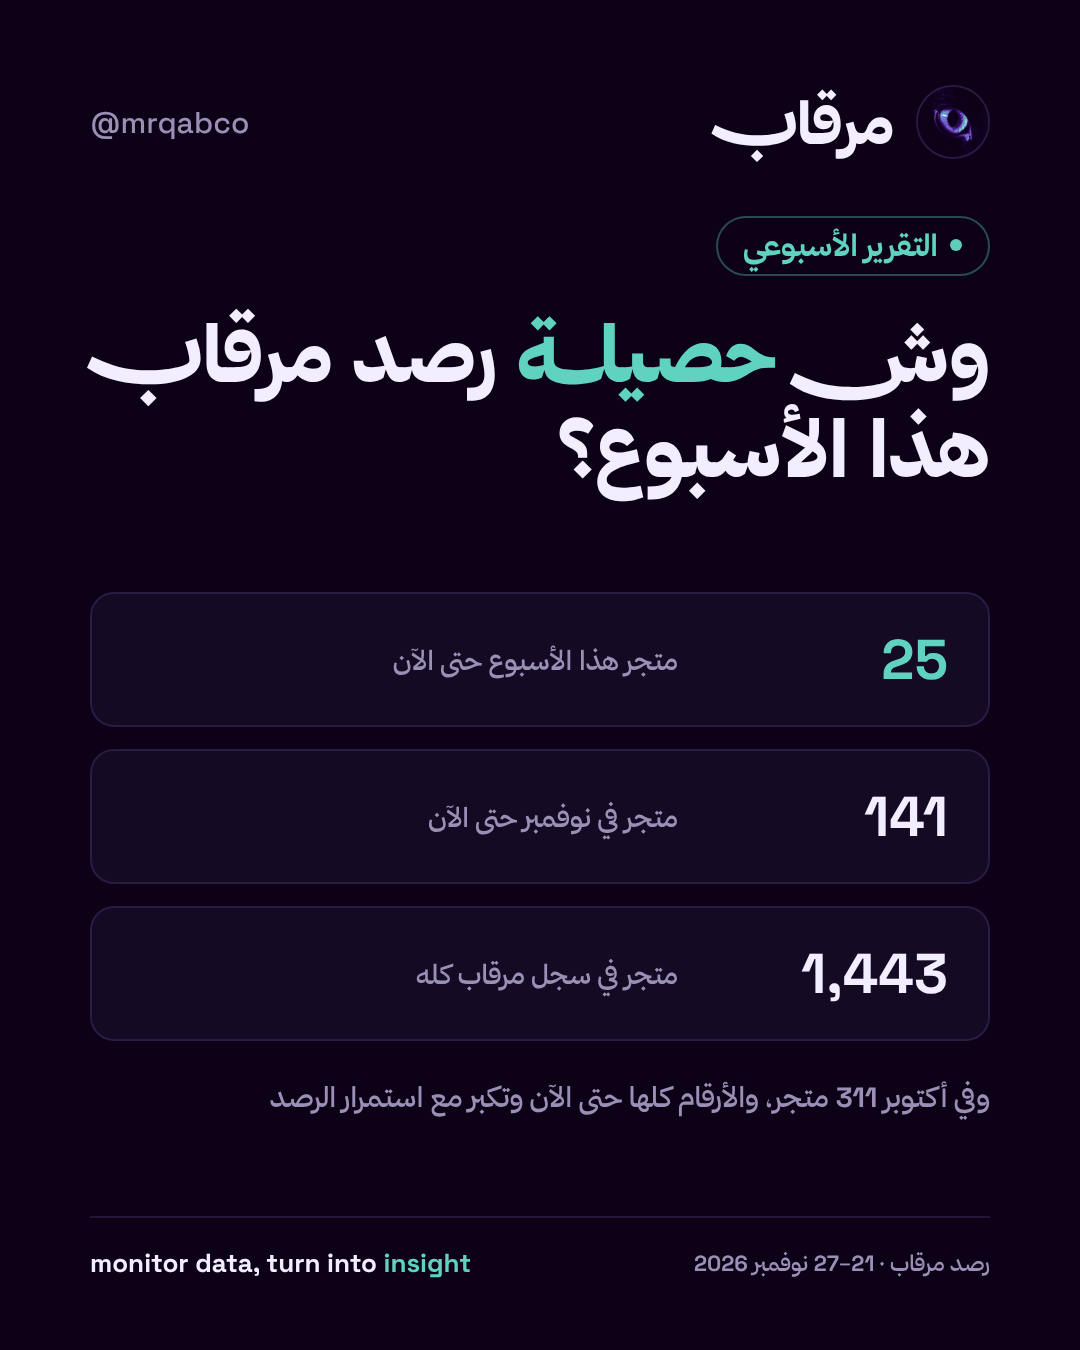 مرقاب
@mrqabco
التقرير الأسبوعي
وش حصيلة رصد مرقاب
هذا الأسبوع؟
25 متجر هذا الأسبوع حتى الآن
141 متجر في نوفمبر حتى الآن
1,443 متجر في سجل مرقاب كله
وفي أكتوبر 311 متجر، والأرقام كلها حتى الآن وتكبر مع استمرار الرصد
رصد مرقاب · 21–27 نوفمبر 2026
monitor data, turn into insight